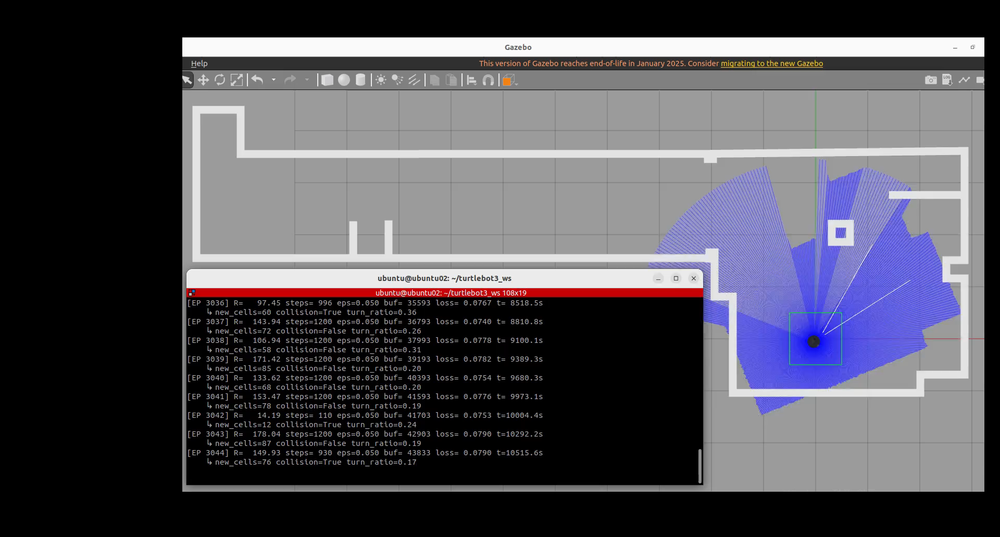 Gazebo
Help
This version of Gazebo reaches end-of-life in January 2025. Consider migrating to the new Gazebo
LOG
ubuntu@ubuntu02: ~/turtlebot3_ws
ubuntu@ubuntu02: ~/turtlebot3_ws 108x19
[EP 3036] R=   97.45 steps= 996 eps=0.050 buf= 35593 loss= 0.0767 t= 8518.5s
↳ new_cells=60 collision=True turn_ratio=0.36
[EP 3037] R=  143.94 steps=1200 eps=0.050 buf= 36793 loss= 0.0740 t= 8810.8s
↳ new_cells=72 collision=False turn_ratio=0.26
[EP 3038] R=  106.94 steps=1200 eps=0.050 buf= 37993 loss= 0.0778 t= 9100.1s
↳ new_cells=58 collision=False turn_ratio=0.31
[EP 3039] R=  171.42 steps=1200 eps=0.050 buf= 39193 loss= 0.0782 t= 9389.3s
↳ new_cells=85 collision=False turn_ratio=0.20
[EP 3040] R=  133.62 steps=1200 eps=0.050 buf= 40393 loss= 0.0754 t= 9680.3s
↳ new_cells=68 collision=False turn_ratio=0.20
[EP 3041] R=  153.47 steps=1200 eps=0.050 buf= 41593 loss= 0.0776 t= 9973.1s
↳ new_cells=78 collision=False turn_ratio=0.19
[EP 3042] R=   14.19 steps= 110 eps=0.050 buf= 41703 loss= 0.0753 t=10004.4s
↳ new_cells=12 collision=True turn_ratio=0.24
[EP 3043] R=  178.04 steps=1200 eps=0.050 buf= 42903 loss= 0.0790 t=10292.2s
↳ new_cells=87 collision=False turn_ratio=0.19
[EP 3044] R=  149.93 steps= 930 eps=0.050 buf= 43833 loss= 0.0790 t=10515.6s
↳ new_cells=76 collision=True turn_ratio=0.17